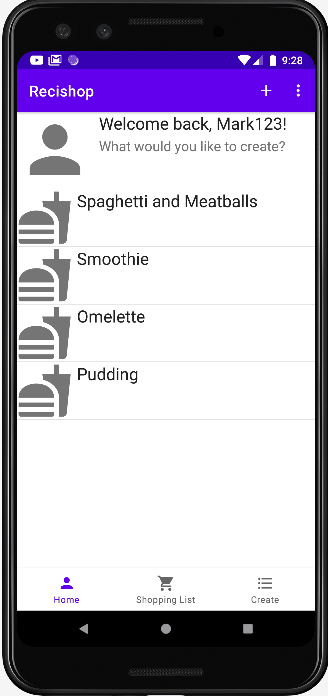 9:28
Recishop
Welcome back, Mark123!
What would you like to create?
Spaghetti and Meatballs
Smoothie
Omelette
Pudding
Home
Shopping List
Create